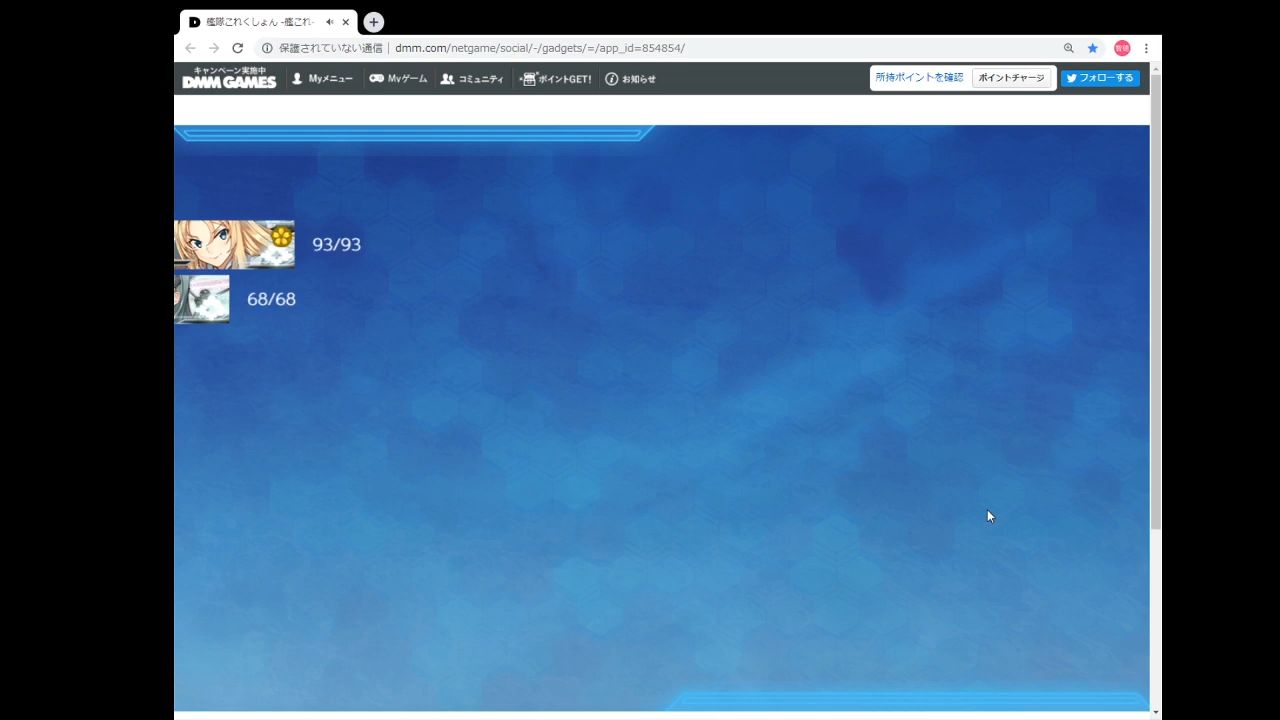 艦隊これくしょん -艦これ-
保護されていない通信 | dmm.com/netgame/social/-/gadgets/=/app_id=854854/
キャンペーン実施中
DMM GAMES
Myメニュー
Myゲーム
コミュニティ
ポイントGET!
お知らせ
所持ポイントを確認
ポイントチャージ
フォローする
93/93
68/68